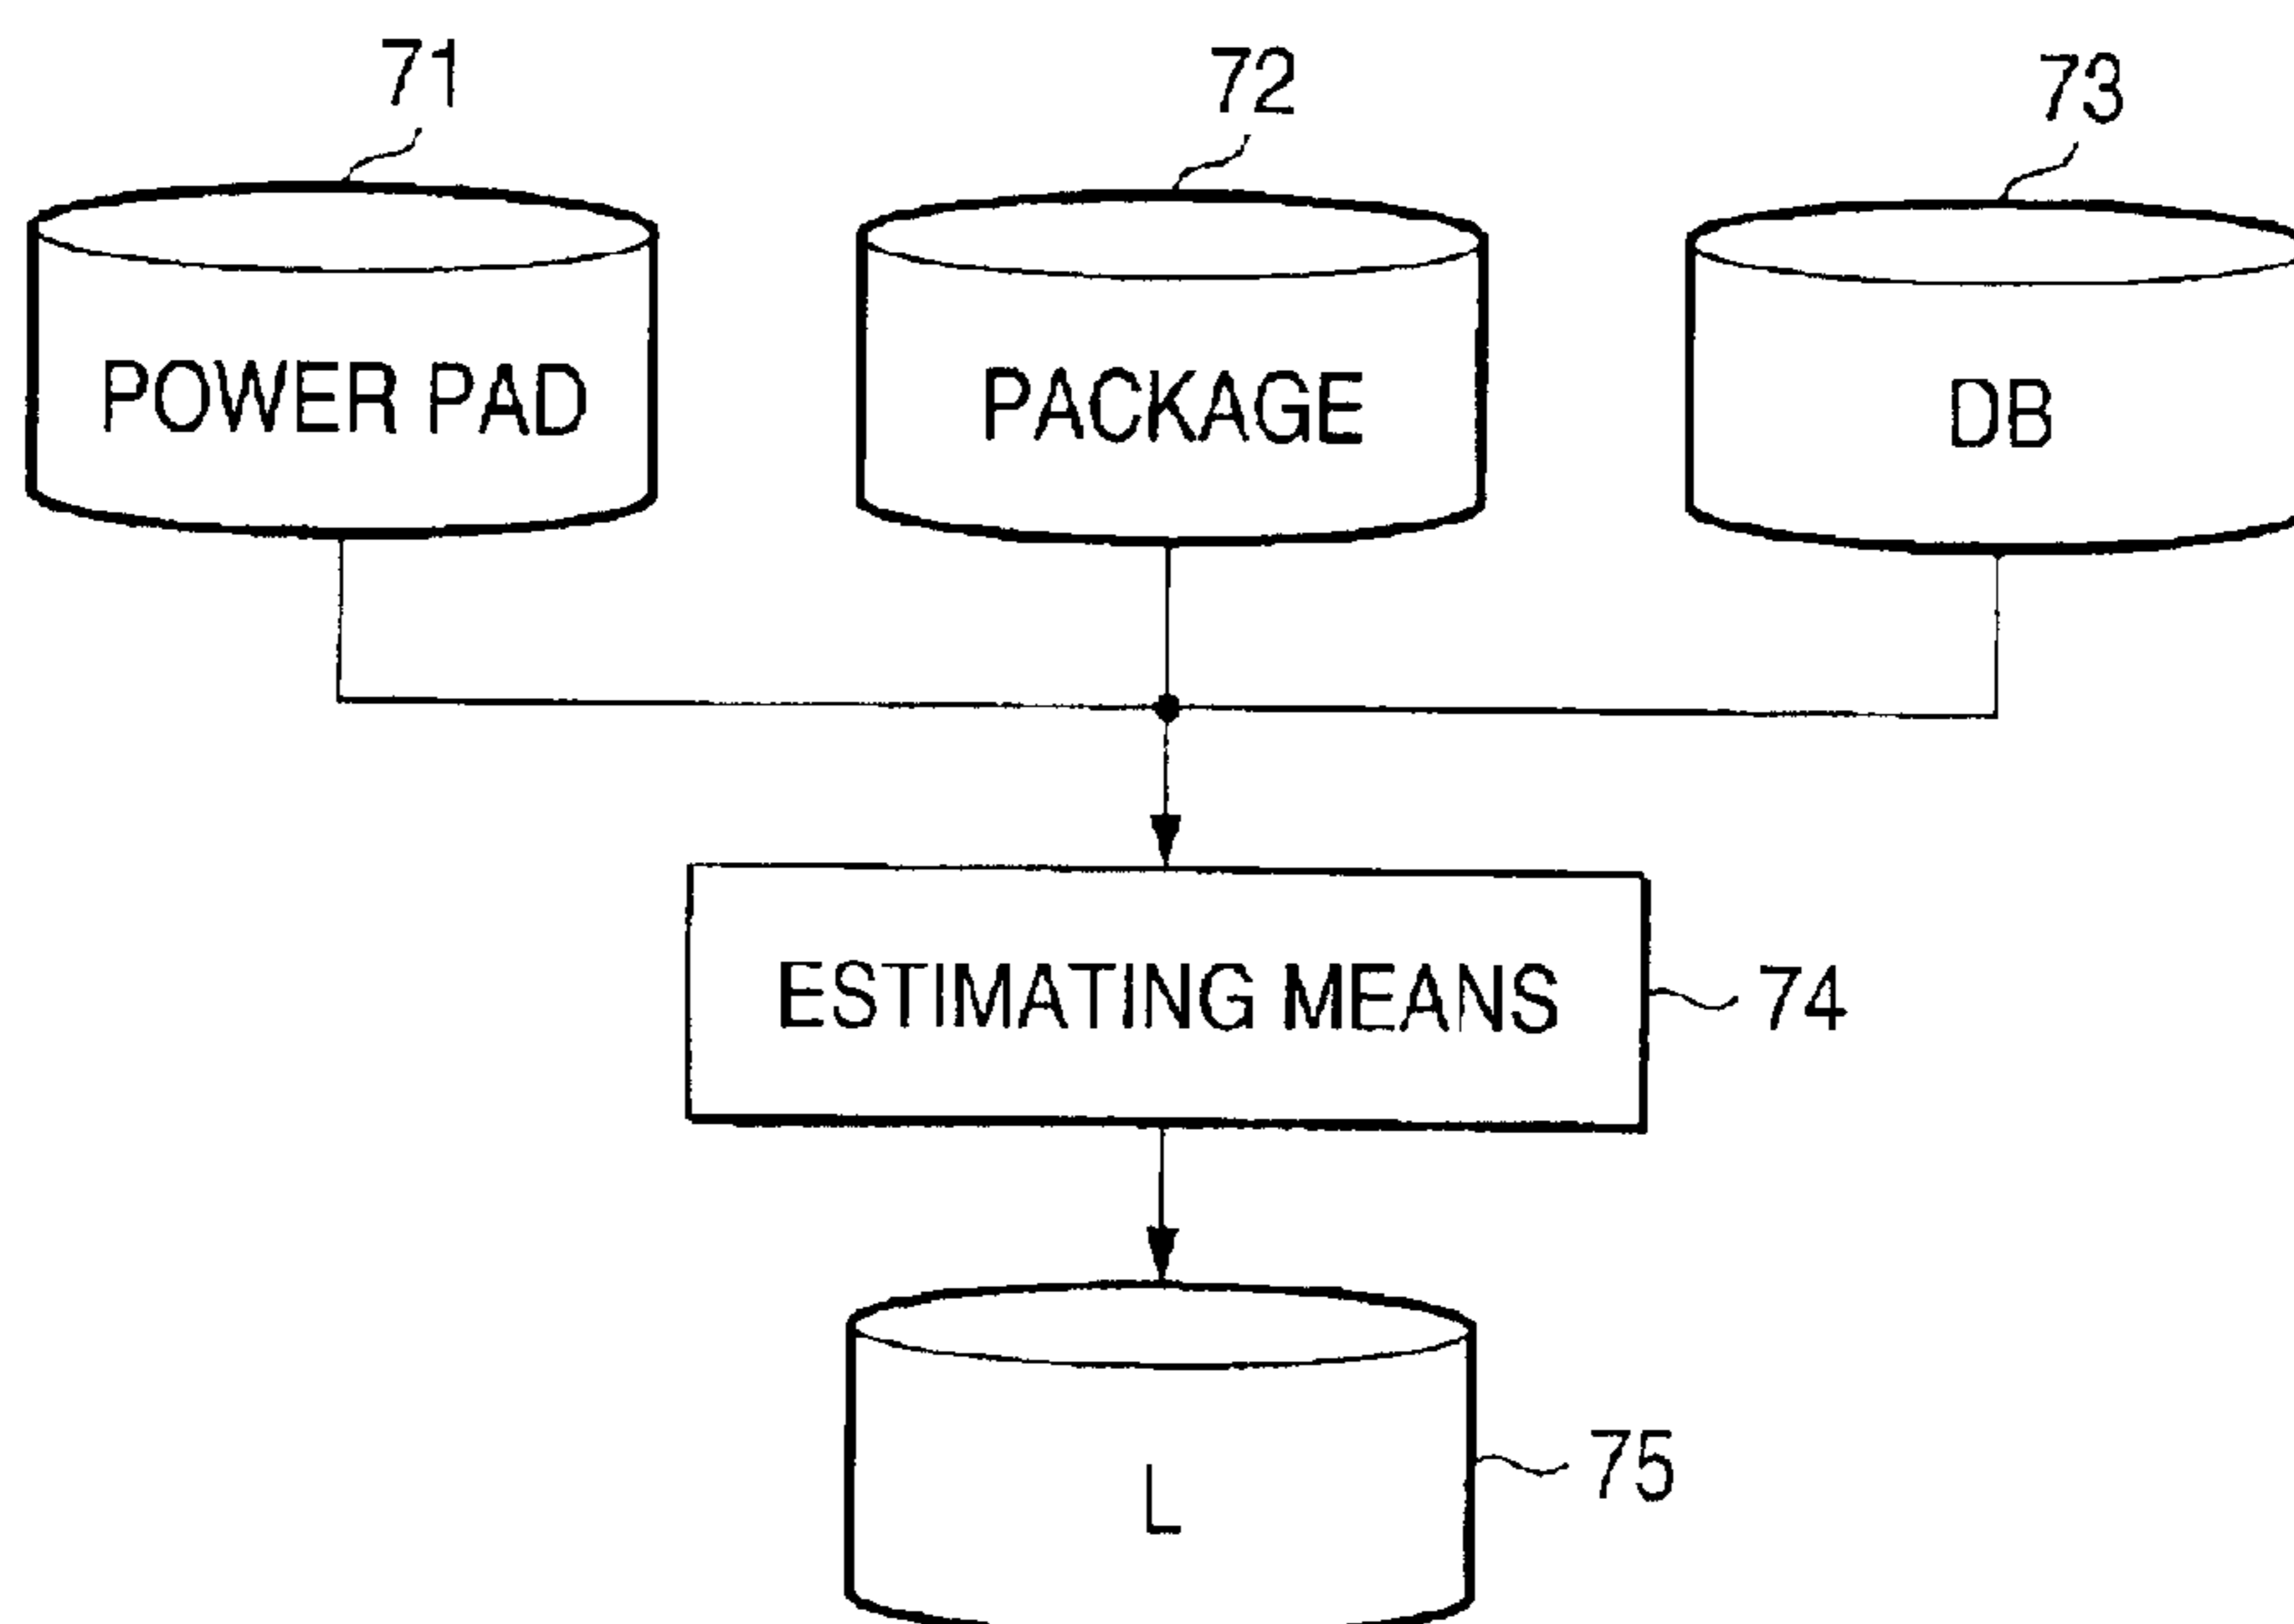 71
72
73
POWER PAD
PACKAGE
DB
ESTIMATING MEANS
74
L
75